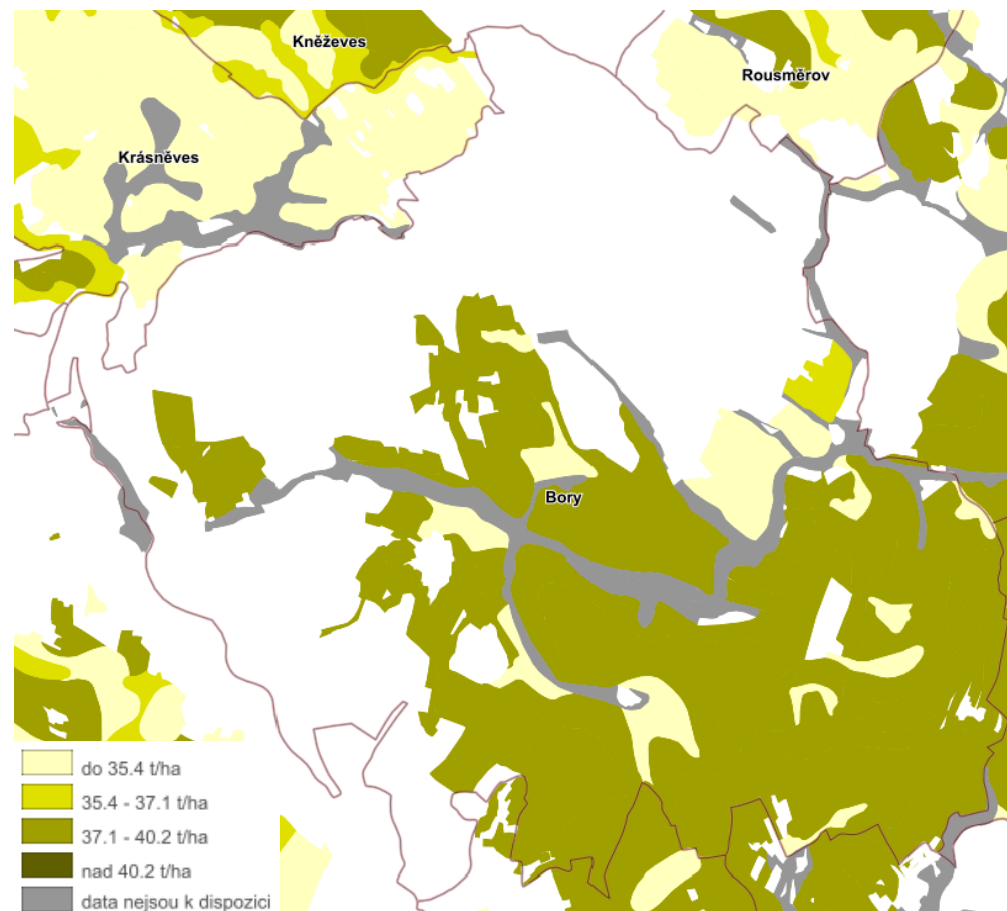 Kněževes
Rousměrov
Krásněves
Bory
do 35.4 t/ha
35.4 - 37.1 t/ha
37.1 - 40.2 t/ha
nad 40.2 t/ha
data nejsou k dispozici